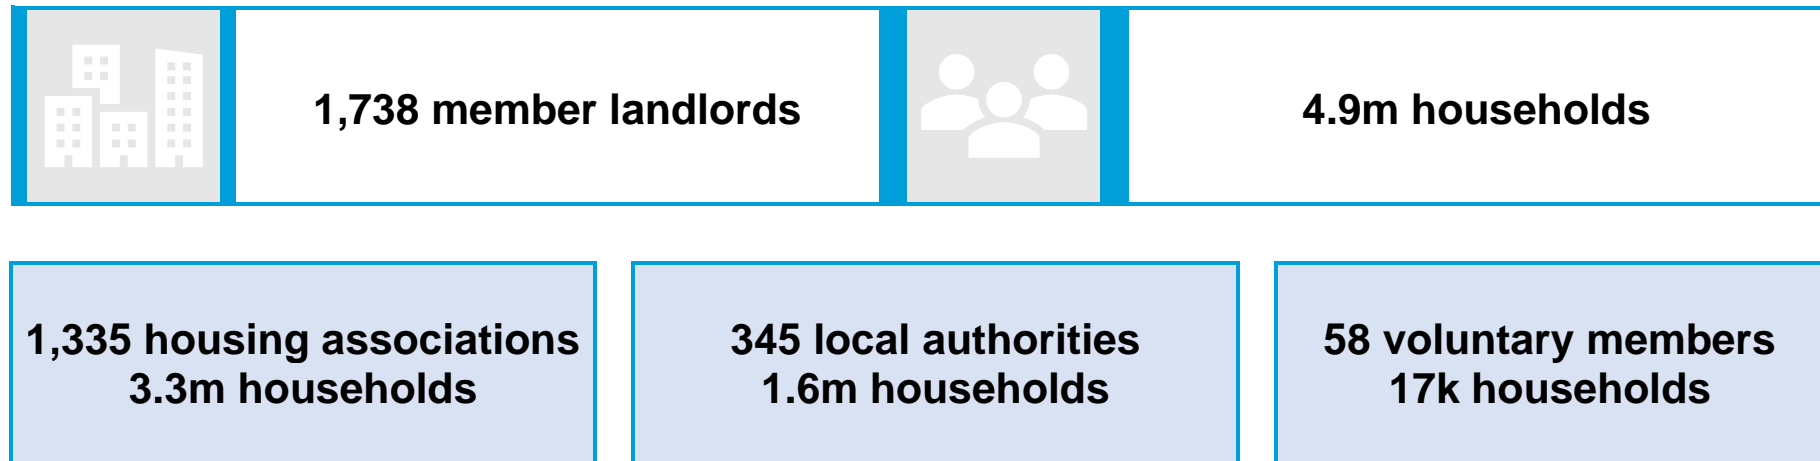 1,738 member landlords
4.9m households
1,335 housing associations
3.3m households
345 local authorities
1.6m households
58 voluntary members
17k households